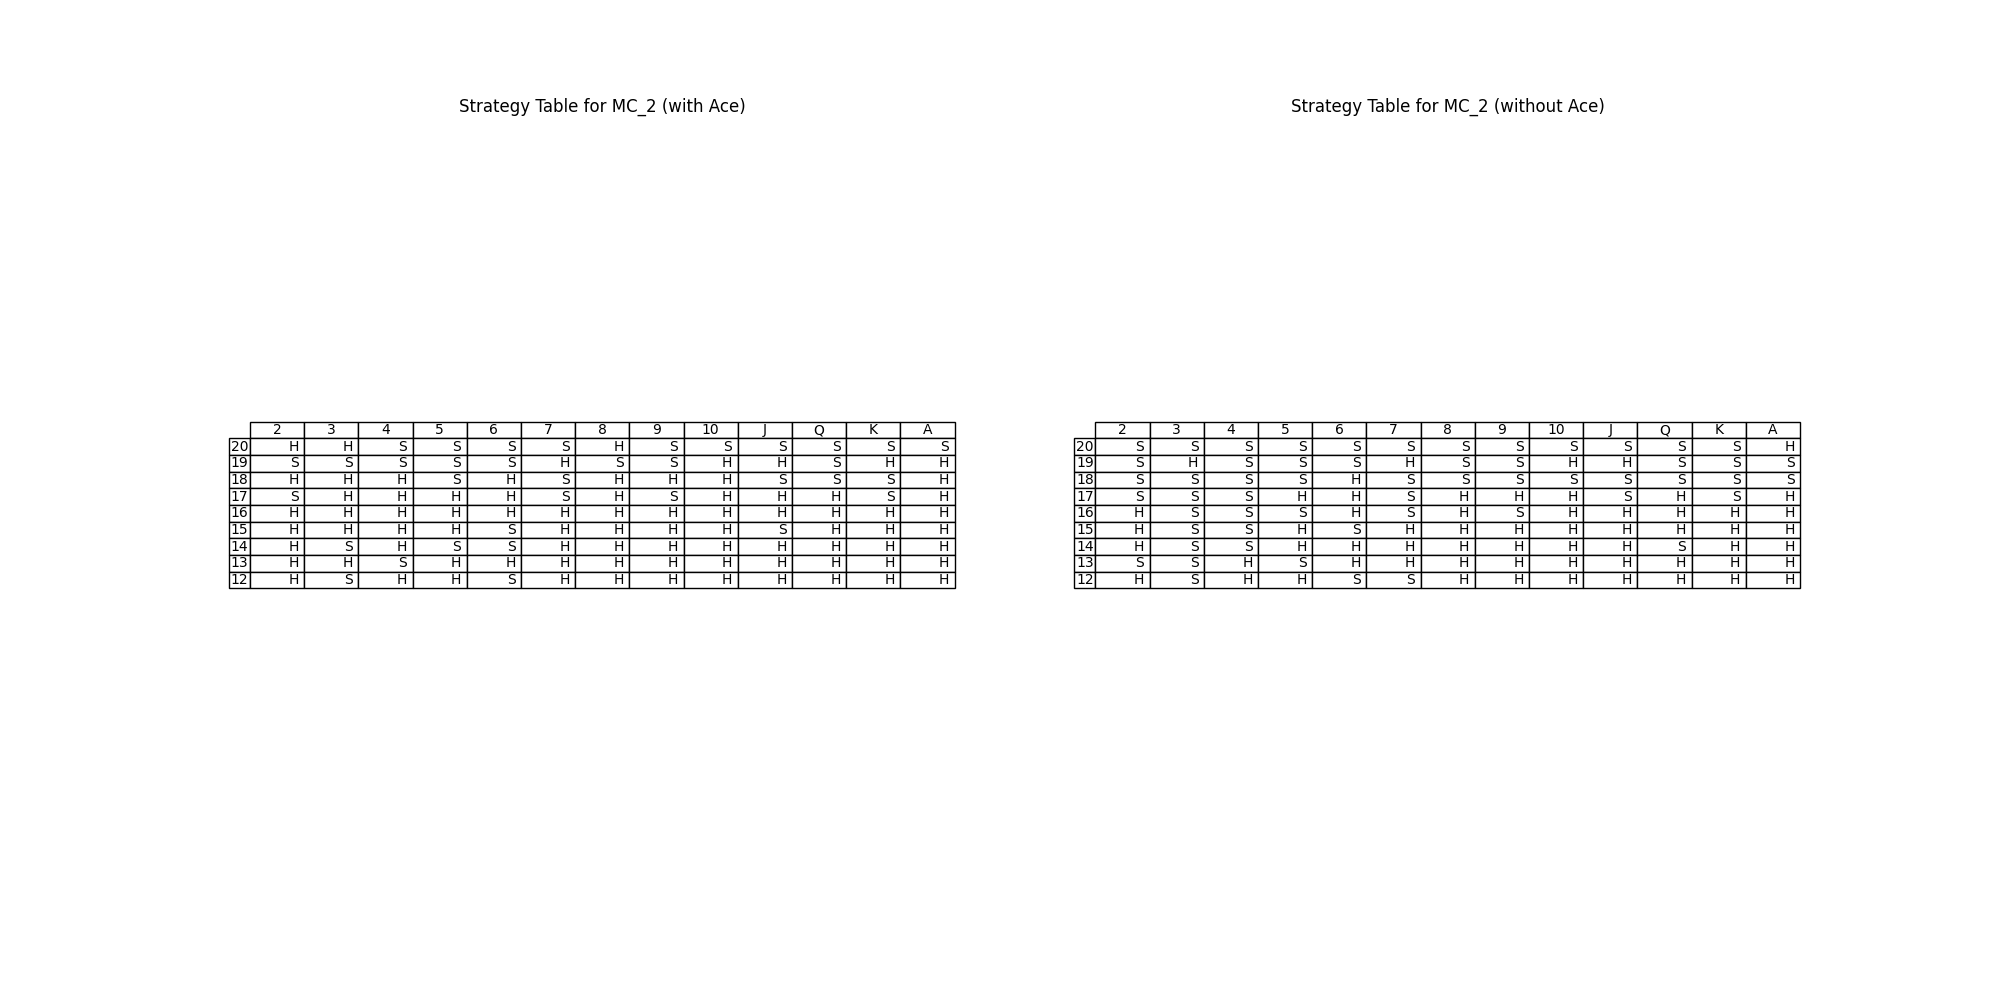 Strategy Table for MC_2 (with Ace)
2 3 4 5 6 7 8 9 10 J Q K A
20 H H S S S S H S S S S S S
19 S S S S S H S S H H S H H
18 H H H S H S H H H S S S H
17 S H H H H S H S H H H S H
16 H H H H H H H H H H H H H
15 H H H H S H H H H S H H H
14 H S H S S H H H H H H H H
13 H H S H H H H H H H H H H
12 H S H H S H H H H H H H H
Strategy Table for MC_2 (without Ace)
2 3 4 5 6 7 8 9 10 J Q K A
20 S S S S S S S S S S S S H
19 S H S S S H S S H H S S S
18 S S S S H S S S S S S S S
17 S S S H H S H H H S H S H
16 H S S S H S H S H H H H H
15 H S S H S H H H H H H H H
14 H S S H H H H H H H S H H
13 S S H S H H H H H H H H H
12 H S H H S S H H H H H H H